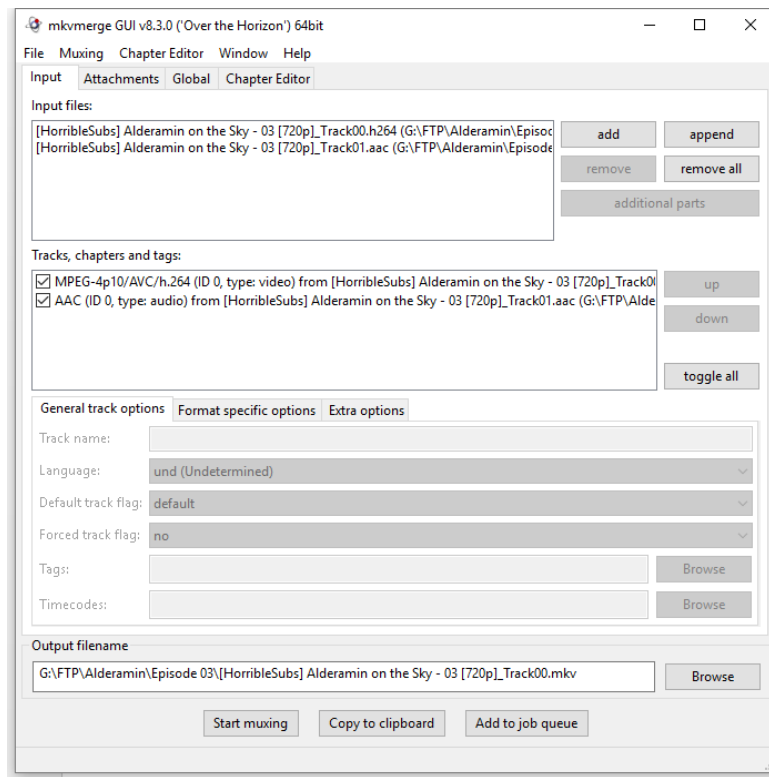 mkvmerge GUI v8.3.0 ('Over the Horizon') 64bit
File Muxing Chapter Editor Window Help
Input Attachments Global Chapter Editor
Input files:
[HorribleSubs] Alderamin on the Sky - 03 [720p]_Track00.h264 (G:\FTP\Alderamin\Episod
[HorribleSubs] Alderamin on the Sky - 03 [720p]_Track01.aac (G:\FTP\Alderamin\Episode
add append
remove remove all
additional parts
Tracks, chapters and tags:
MPEG-4p10/AVC/h.264 (ID 0, type: video) from [HorribleSubs] Alderamin on the Sky - 03 [720p]_Track0
AAC (ID 0, type: audio) from [HorribleSubs] Alderamin on the Sky - 03 [720p]_Track01.aac (G:\FTP\Alde
up
down
toggle all
General track options Format specific options Extra options
Track name:
Language: und (Undetermined)
Default track flag: default
Forced track flag: no
Tags: Browse
Timecodes: Browse
Output filename
G:\FTP\Alderamin\Episode 03\[HorribleSubs] Alderamin on the Sky - 03 [720p]_Track00.mkv Browse
Start muxing Copy to clipboard Add to job queue